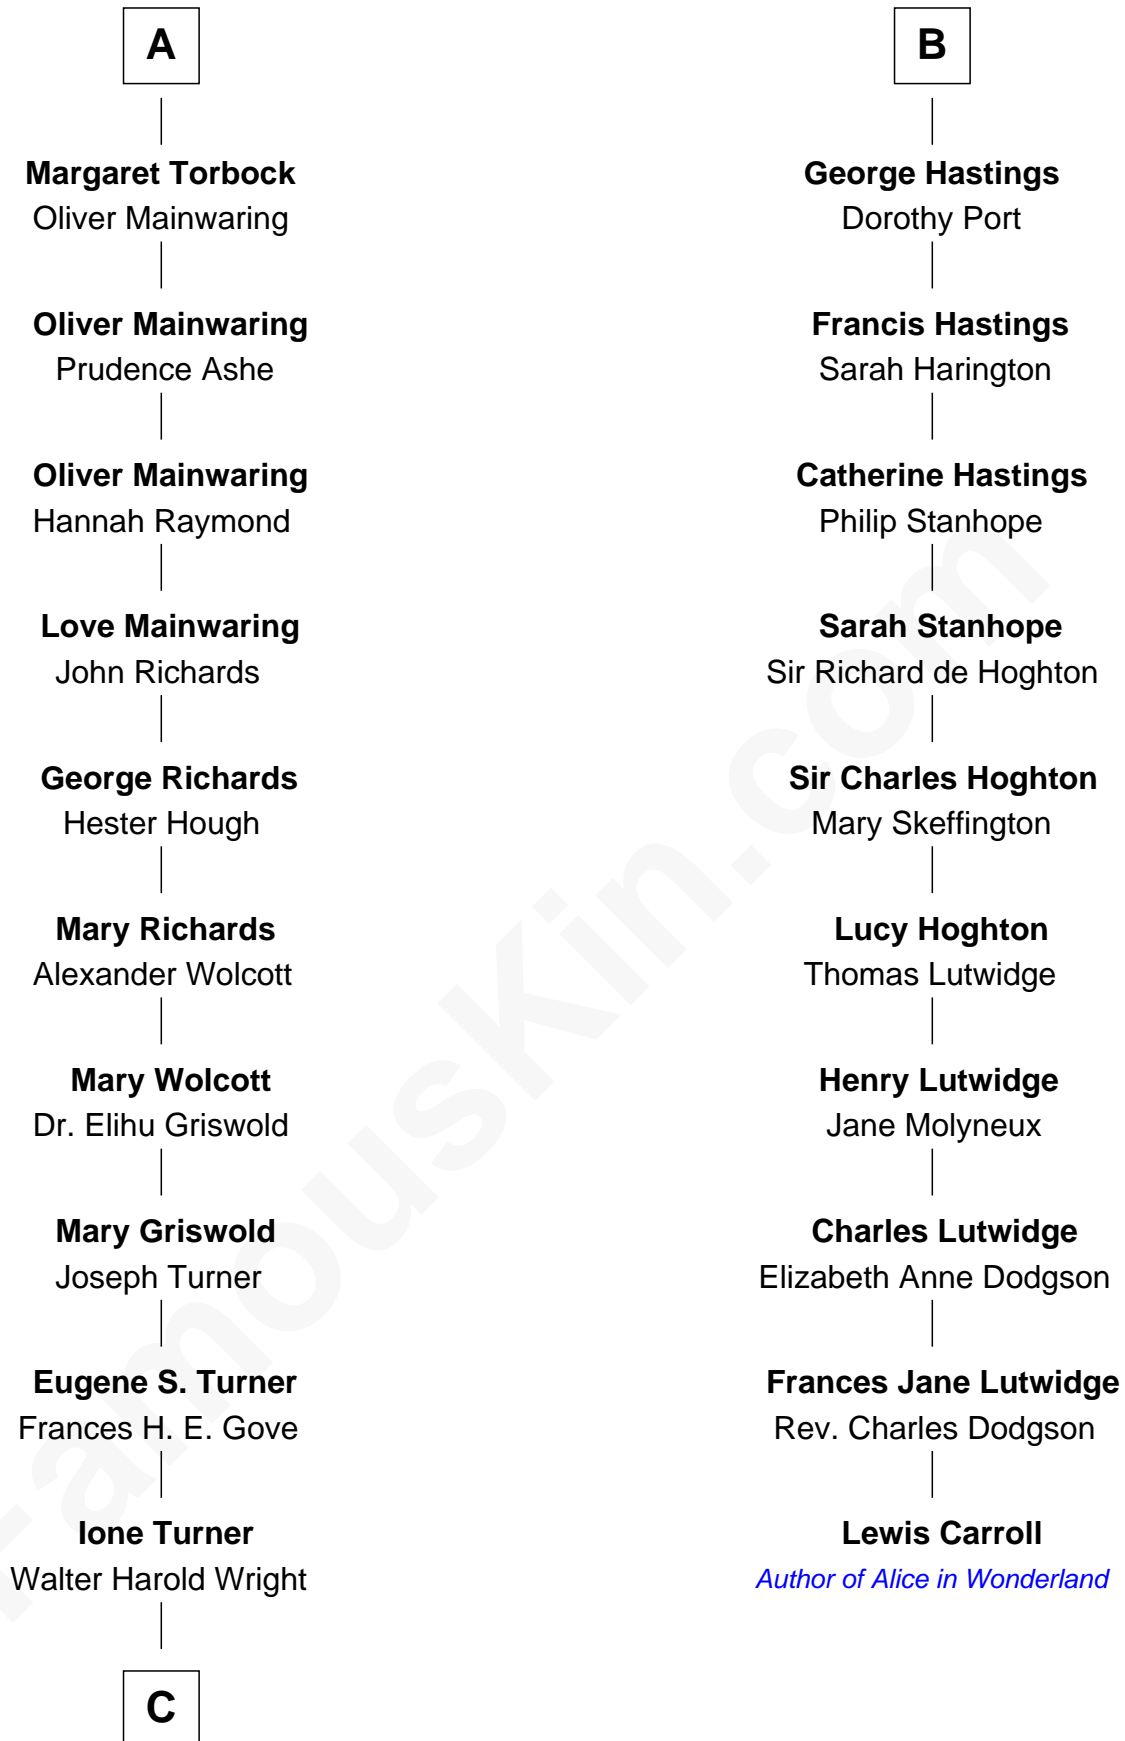 A
Margaret Torbock
Oliver Mainwaring
Oliver Mainwaring
Prudence Ashe
Oliver Mainwaring
Hannah Raymond
Love Mainwaring
John Richards
George Richards
Hester Hough
Mary Richards
Alexander Wolcott
Mary Wolcott
Dr. Elihu Griswold
Mary Griswold
Joseph Turner
Eugene S. Turner
Frances H. E. Gove
Ione Turner
Walter Harold Wright
C
B
George Hastings
Dorothy Port
Francis Hastings
Sarah Harington
Catherine Hastings
Philip Stanhope
Sarah Stanhope
Sir Richard de Hoghton
Sir Charles Hoghton
Mary Skeffington
Lucy Hoghton
Thomas Lutwidge
Henry Lutwidge
Jane Molyneux
Charles Lutwidge
Elizabeth Anne Dodgson
Frances Jane Lutwidge
Rev. Charles Dodgson
Lewis Carroll
Author of Alice in Wonderland
FamousKin.com